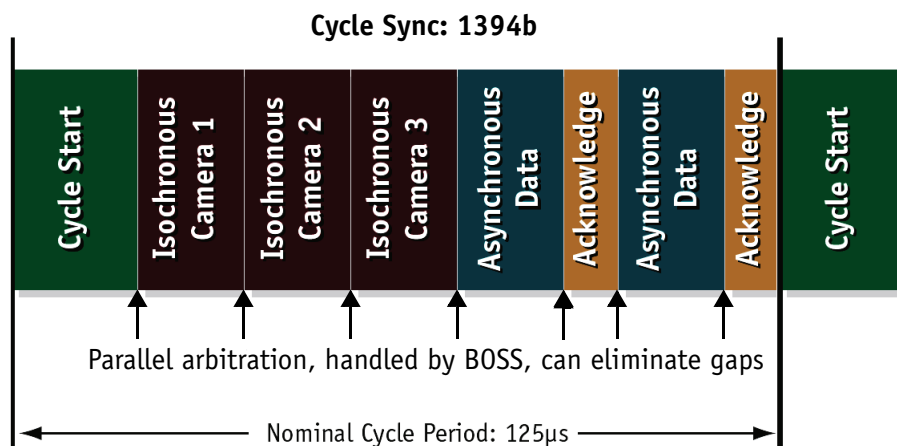 Cycle Sync: 1394b
Cycle Start
Isochronous
Camera 1
Isochronous
Camera 2
Isochronous
Camera 3
Asynchronous
Data
Acknowledge
Asynchronous
Data
Acknowledge
Cycle Start
Parallel arbitration, handled by BOSS, can eliminate gaps
Nominal Cycle Period: 125µs